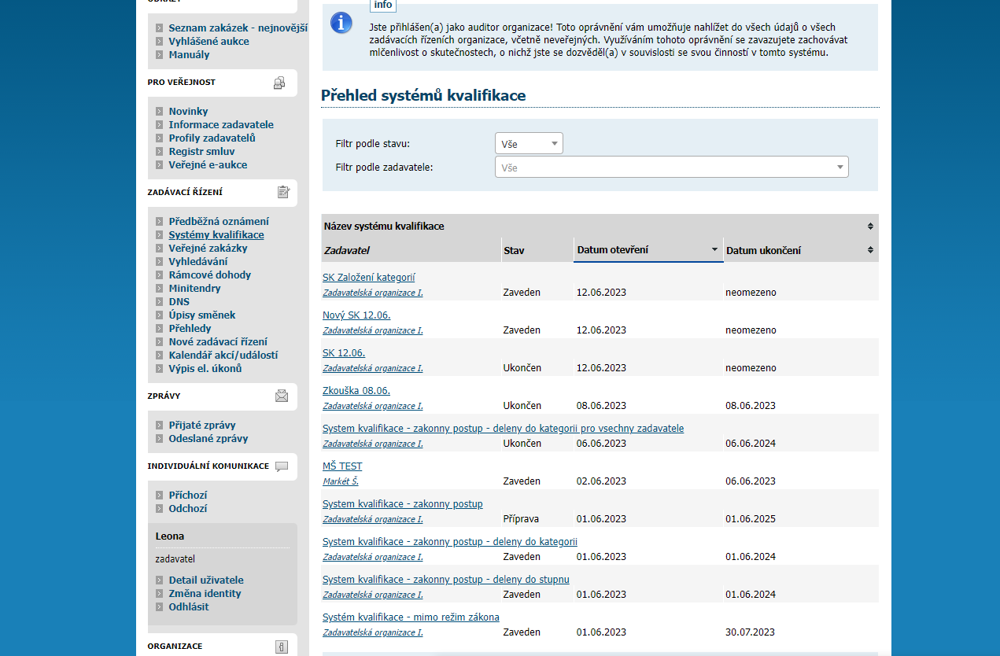 Seznam zakázek - nejnovější
Vyhlášené aukce
Manuály
PRO VEŘEJNOST
Novinky
Informace zadavatele
Profily zadavatelů
Registr smluv
Veřejné e-aukce
ZADÁVACÍ ŘÍZENÍ
Předběžná oznámení
Systémy kvalifikace
Veřejné zakázky
Vyhledávání
Rámcové dohody
Minitendry
DNS
Úpisy směnek
Přehledy
Nové zadávací řízení
Kalendář akcí/událostí
Výpis el. úkonů
ZPRÁVY
Přijaté zprávy
Odeslané zprávy
INDIVIDUÁLNÍ KOMUNIKACE
Příchozí
Odchozí
Leona
zadavatel
Detail uživatele
Změna identity
Odhlásit
ORGANIZACE
info
Jste přihlášen(a) jako auditor organizace! Toto oprávnění vám umožňuje nahlížet do všech údajů o všech
zadávacích řízeních organizace, včetně neveřejných. Využíváním tohoto oprávnění se zavazujete zachovávat
mlčenlivost o skutečnostech, o nichž jste se dozvěděl(a) v souvislosti se svou činností v tomto systému.
Přehled systémů kvalifikace
Filtr podle stavu: Vše
Filtr podle zadavatele: Vše
Název systému kvalifikace
Zadavatel Stav Datum otevření Datum ukončení
SK Založení kategorií
Zadavatelská organizace I. Zaveden 12.06.2023 neomezeno
Nový SK 12.06.
Zadavatelská organizace I. Zaveden 12.06.2023 neomezeno
SK 12.06.
Zadavatelská organizace I. Ukončen 12.06.2023 neomezeno
Zkouška 08.06.
Zadavatelská organizace I. Ukončen 08.06.2023 08.06.2023
System kvalifikace - zakonny postup - deleny do kategorii pro vsechny zadavatele
Zadavatelská organizace I. Ukončen 06.06.2023 06.06.2024
MŠ TEST
Markét Š. Zaveden 02.06.2023 06.06.2023
System kvalifikace - zakonny postup
Zadavatelská organizace I. Příprava 01.06.2023 01.06.2025
System kvalifikace - zakonny postup - deleny do kategorii
Zadavatelská organizace I. Zaveden 01.06.2023 01.06.2024
System kvalifikace - zakonny postup - deleny do stupnu
Zadavatelská organizace I. Zaveden 01.06.2023 01.06.2024
Systém kvalifikace - mimo režim zákona
Zadavatelská organizace I. Zaveden 01.06.2023 30.07.2023